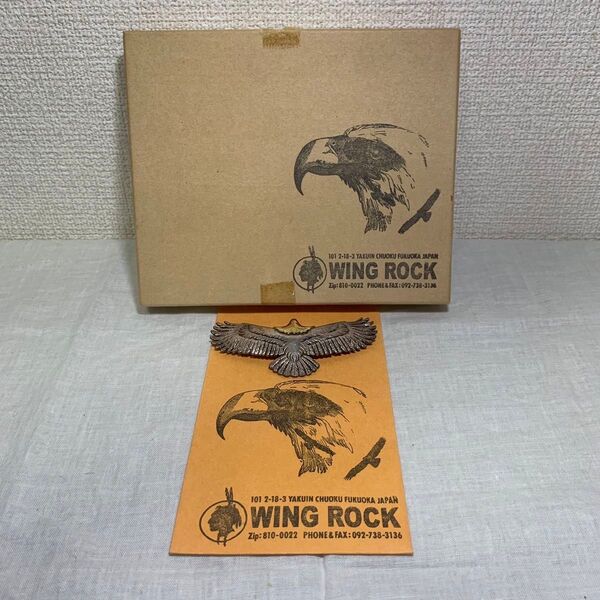 101 2-18-3 YAKUIN CHUOKU FUKUOKA JAPAN
WING ROCK
Zip: 810-0022 PHONE & FAX: 092-738-3136
101 2-18-3 YAKUIN CHUOKU FUKUOKA JAPAN
WING ROCK
Zip: 810-0022 PHONE & FAX: 092-738-3136